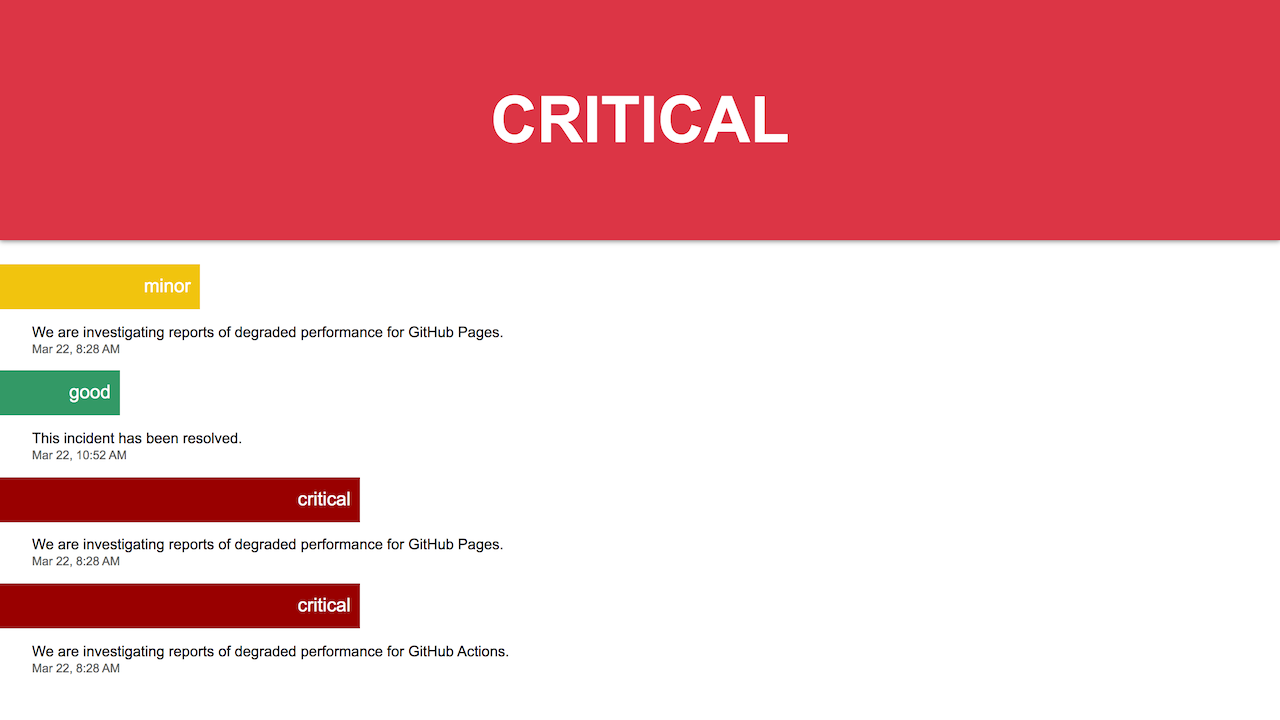 CRITICAL
minor
We are investigating reports of degraded performance for GitHub Pages.
Mar 22, 8:28 AM
good
This incident has been resolved.
Mar 22, 10:52 AM
critical
We are investigating reports of degraded performance for GitHub Pages.
Mar 22, 8:28 AM
critical
We are investigating reports of degraded performance for GitHub Actions.
Mar 22, 8:28 AM